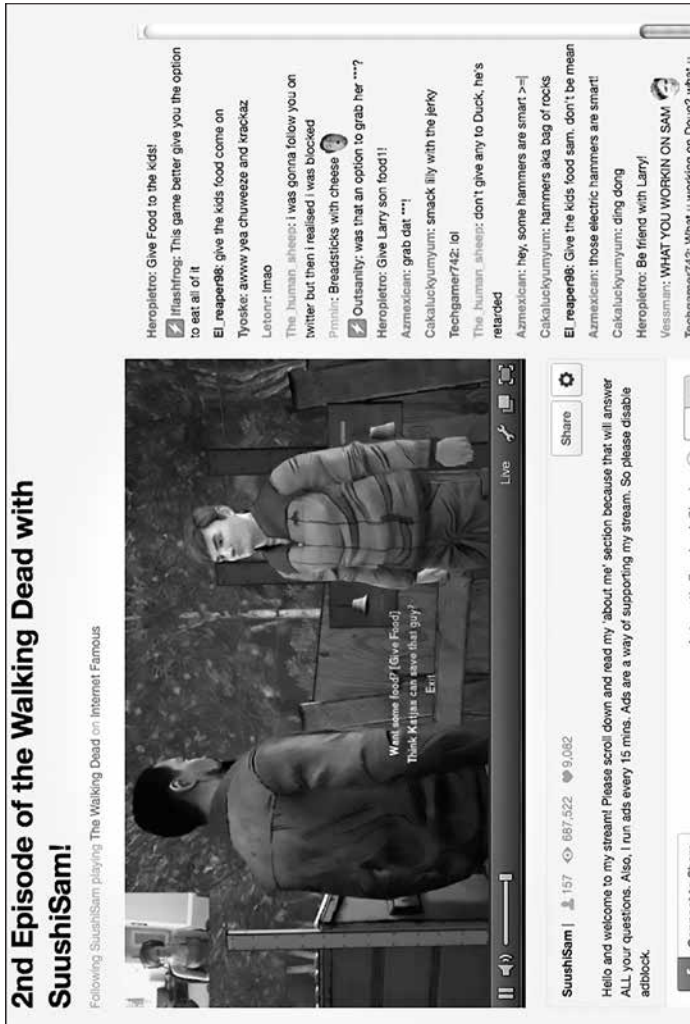 2nd Episode of the Walking Dead with
SuushiSam!
Following SuushiSam playing The Walking Dead on Internet Famous
Want some food? [Give Food]
Think Katjaa can save that guy?
Exit
Live
SuushiSam | 157 687,522 9,082
Share
Hello and welcome to my stream! Please scroll down and read my 'about me' section because that will answer
ALL your questions. Also, I run ads every 15 mins. Ads are a way of supporting my stream. So please disable
adblock.
Heropietro: Give Food to the kids!
Iflashfrog: This game better give you the option
to eat all of it
El_reaper98: give the kids food come on
Tyoske: awww yea chuweeze and krackaz
Letonr: lmao
The_human_sheep: i was gonna follow you on
twitter but then i realised i was blocked
Pmnin: Breadsticks with cheese
Outsanity: was that an option to grab her ***?
Heropietro: Give Larry son food1!
Azmexican: grab dat ***!
Cakaluckyumyum: smack lily with the jerky
Techgamer742: lol
The_human_sheep: don't give any to Duck, he's
retarded
Azmexican: hey, some hammers are smart >=|
Cakaluckyumyum: hammers aka bag of rocks
El_reaper98: Give the kids food sam. don't be mean
Azmexican: those electric hammers are smart!
Cakaluckyumyum: ding dong
Heropietro: Be friend with Larry!
Vessman: WHAT YOU WORKIN ON SAM